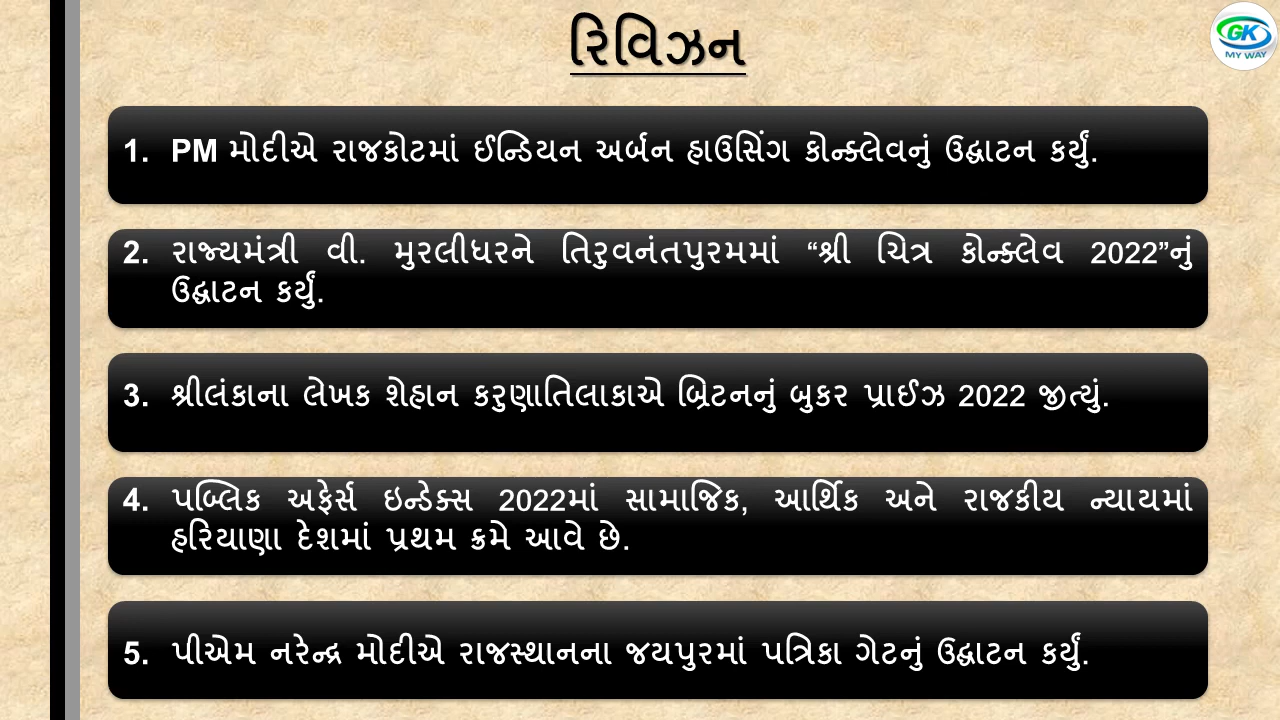 રિવિઝન
GK
MY WAY
1. PM મોદીએ રાજકોટમાં ઈન્ડિયન અર્બન હાઉસિંગ કોન્ક્લેવનું ઉદ્ઘાટન કર્યું.
2. રાજ્યમંત્રી વી. મુરલીધરને તિરુવનંતપુરમમાં “શ્રી ચિત્ર કોન્ક્લેવ 2022”નું
ઉદ્ઘાટન કર્યું.
3. શ્રીલંકાના લેખક શેહાન કરુણાતિલાકાએ બ્રિટનનું બુકર પ્રાઈઝ 2022 જીત્યું.
4. પબ્લિક અફેર્સ ઇન્ડેક્સ 2022માં સામાજિક, આર્થિક અને રાજકીય ન્યાયમાં
હરિયાણા દેશમાં પ્રથમ ક્રમે આવે છે.
5. પીએમ નરેન્દ્ર મોદીએ રાજસ્થાનના જયપુરમાં પત્રિકા ગેટનું ઉદ્ઘાટન કર્યું.